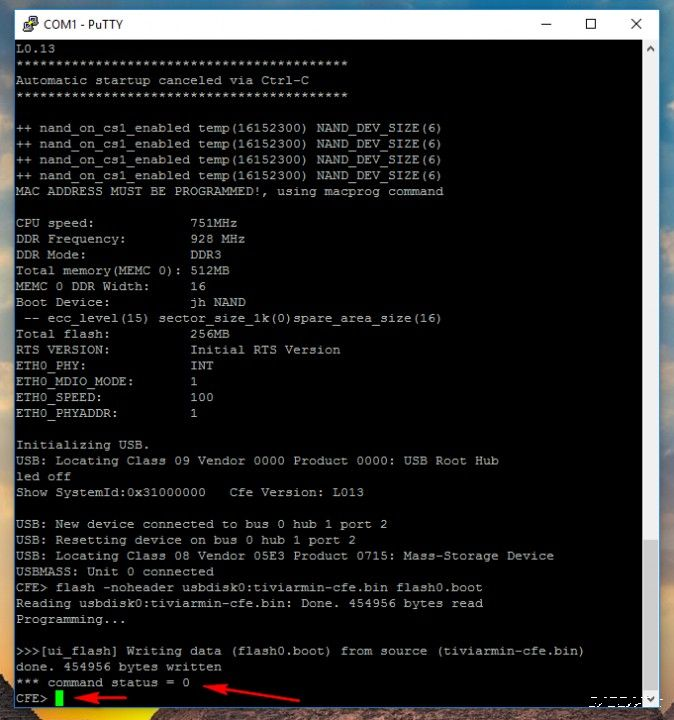 COM1 - PuTTY
L0.13
******************************************
Automatic startup canceled via Ctrl-C
******************************************
++ nand_on_cs1_enabled temp(16152300) NAND_DEV_SIZE(6)
++ nand_on_cs1_enabled temp(16152300) NAND_DEV_SIZE(6)
++ nand_on_cs1_enabled temp(16152300) NAND_DEV_SIZE(6)
++ nand_on_cs1_enabled temp(16152300) NAND_DEV_SIZE(6)
MAC ADDRESS MUST BE PROGRAMMED!, using macprog command
CPU speed: 751MHz
DDR Frequency: 928 MHz
DDR Mode: DDR3
Total memory(MEMC 0): 512MB
MEMC 0 DDR Width: 16
Boot Device: jh NAND
-- ecc_level(15) sector_size_1k(0)spare_area_size(16)
Total flash: 256MB
RTS VERSION: Initial RTS Version
ETH0_PHY: INT
ETH0_MDIO_MODE: 1
ETH0_SPEED: 100
ETH0_PHYADDR: 1
Initializing USB.
USB: Locating Class 09 Vendor 0000 Product 0000: USB Root Hub
led off
Show SystemId:0x31000000 Cfe Version: L013
USB: New device connected to bus 0 hub 1 port 2
USB: Resetting device on bus 0 hub 1 port 2
USB: Locating Class 08 Vendor 05E3 Product 0715: Mass-Storage Device
USBMASS: Unit 0 connected
CFE> flash -noheader usbdisk0:tiviarmin-cfe.bin flash0.boot
Reading usbdisk0:tiviarmin-cfe.bin: Done. 454956 bytes read
Programming...
>>>[ui_flash] Writing data (flash0.boot) from source (tiviarmin-cfe.bin)
done. 454956 bytes written
*** command status = 0
CFE>